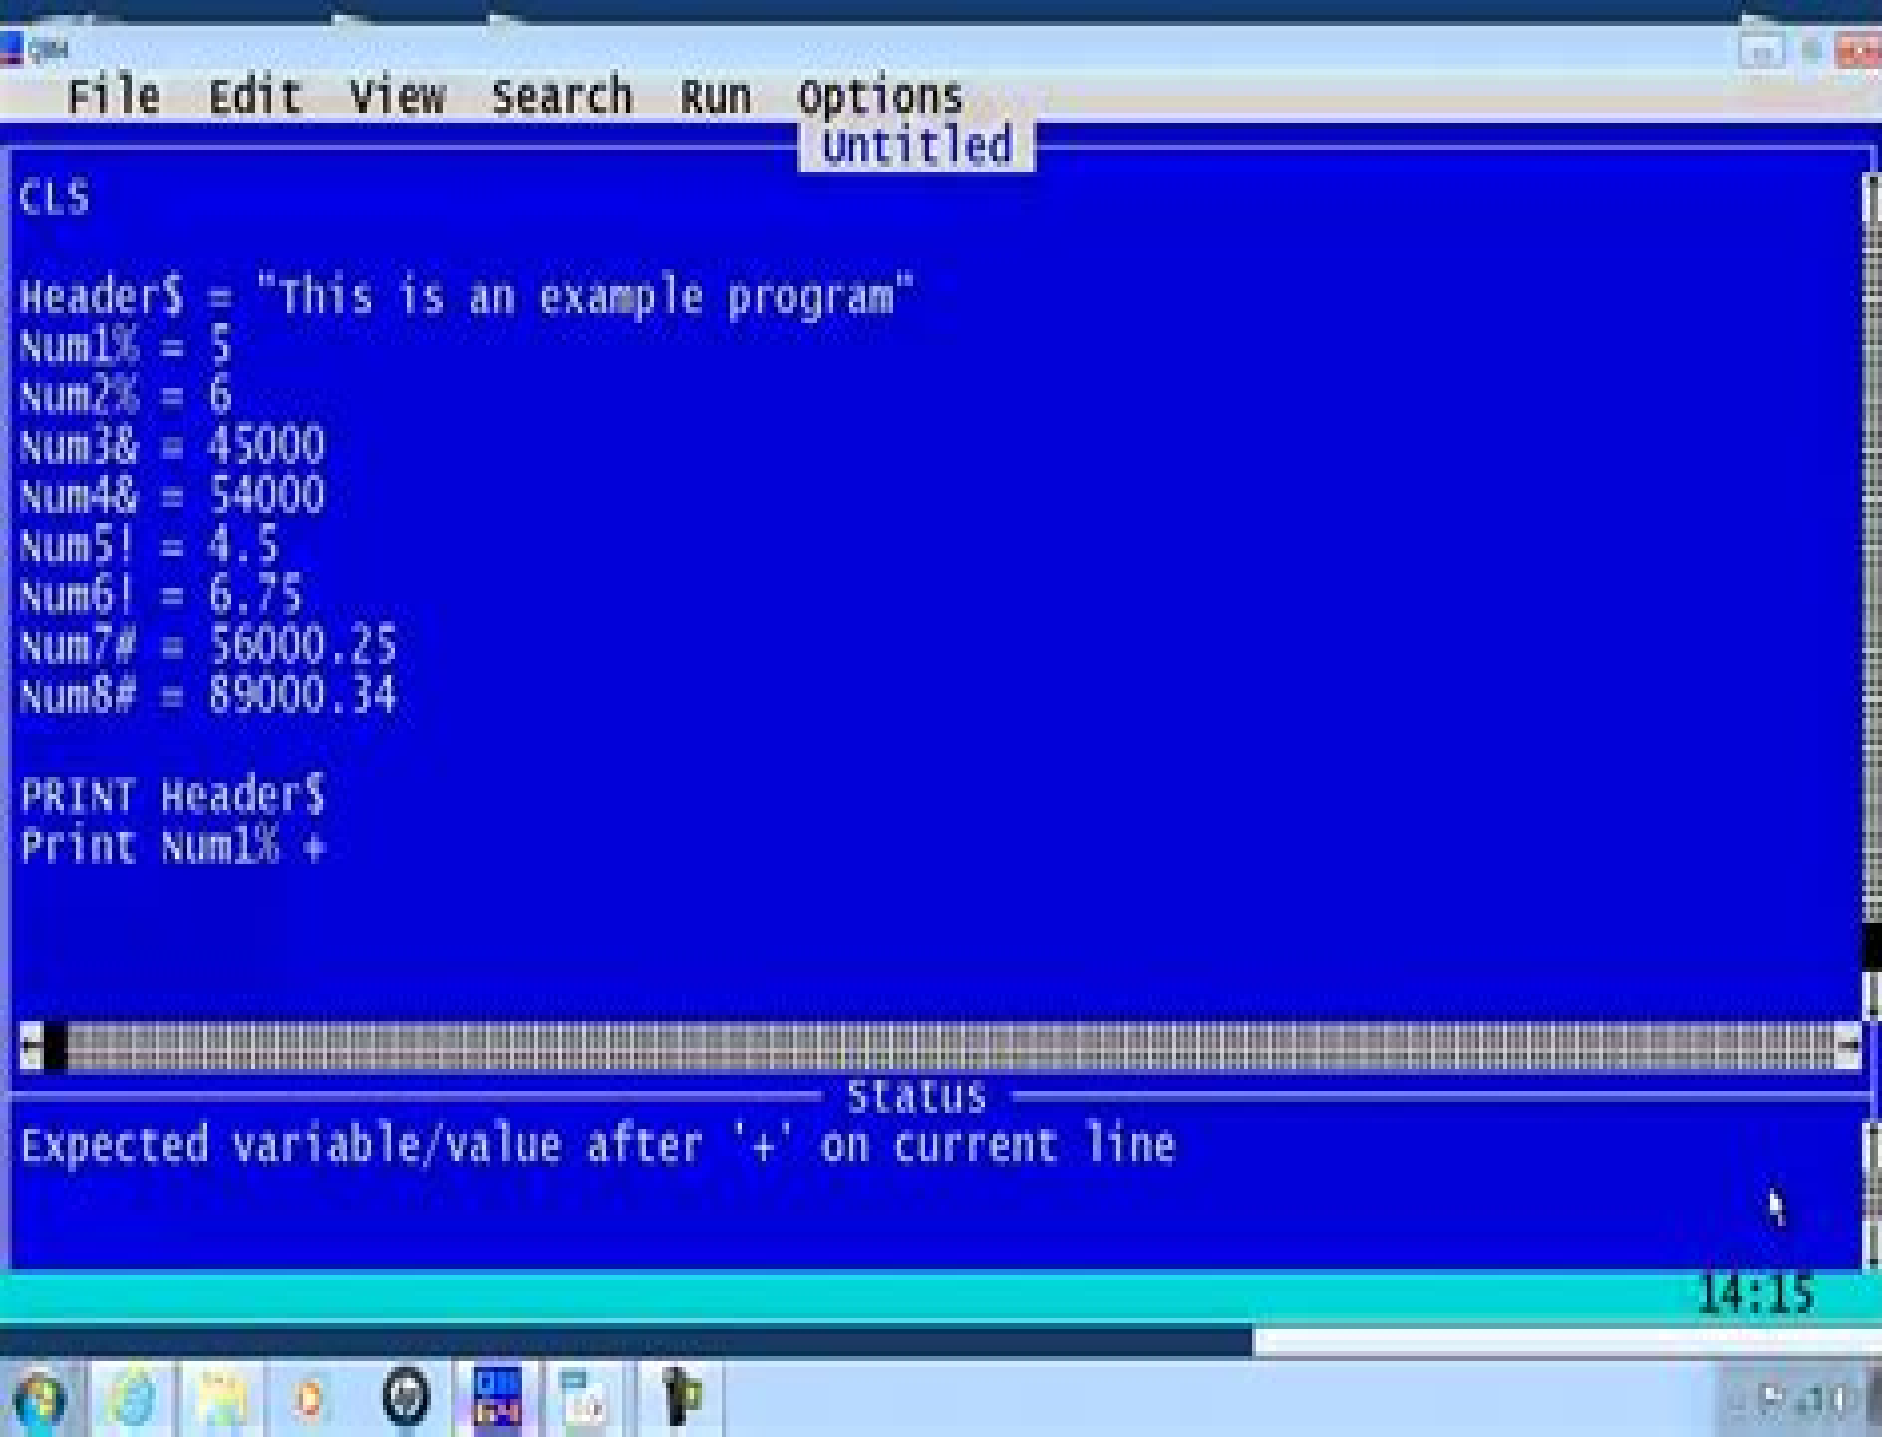 File Edit View Search Run Options
Untitled
CLS
Header$ = "This is an example program"
Num1% = 5
Num2% = 6
Num3& = 45000
Num4& = 54000
Num5! = 4.5
Num6! = 6.75
Num7# = 56000.25
Num8# = 89000.34
PRINT Header$
Print Num1% +
Status
Expected variable/value after '+' on current line
14:15